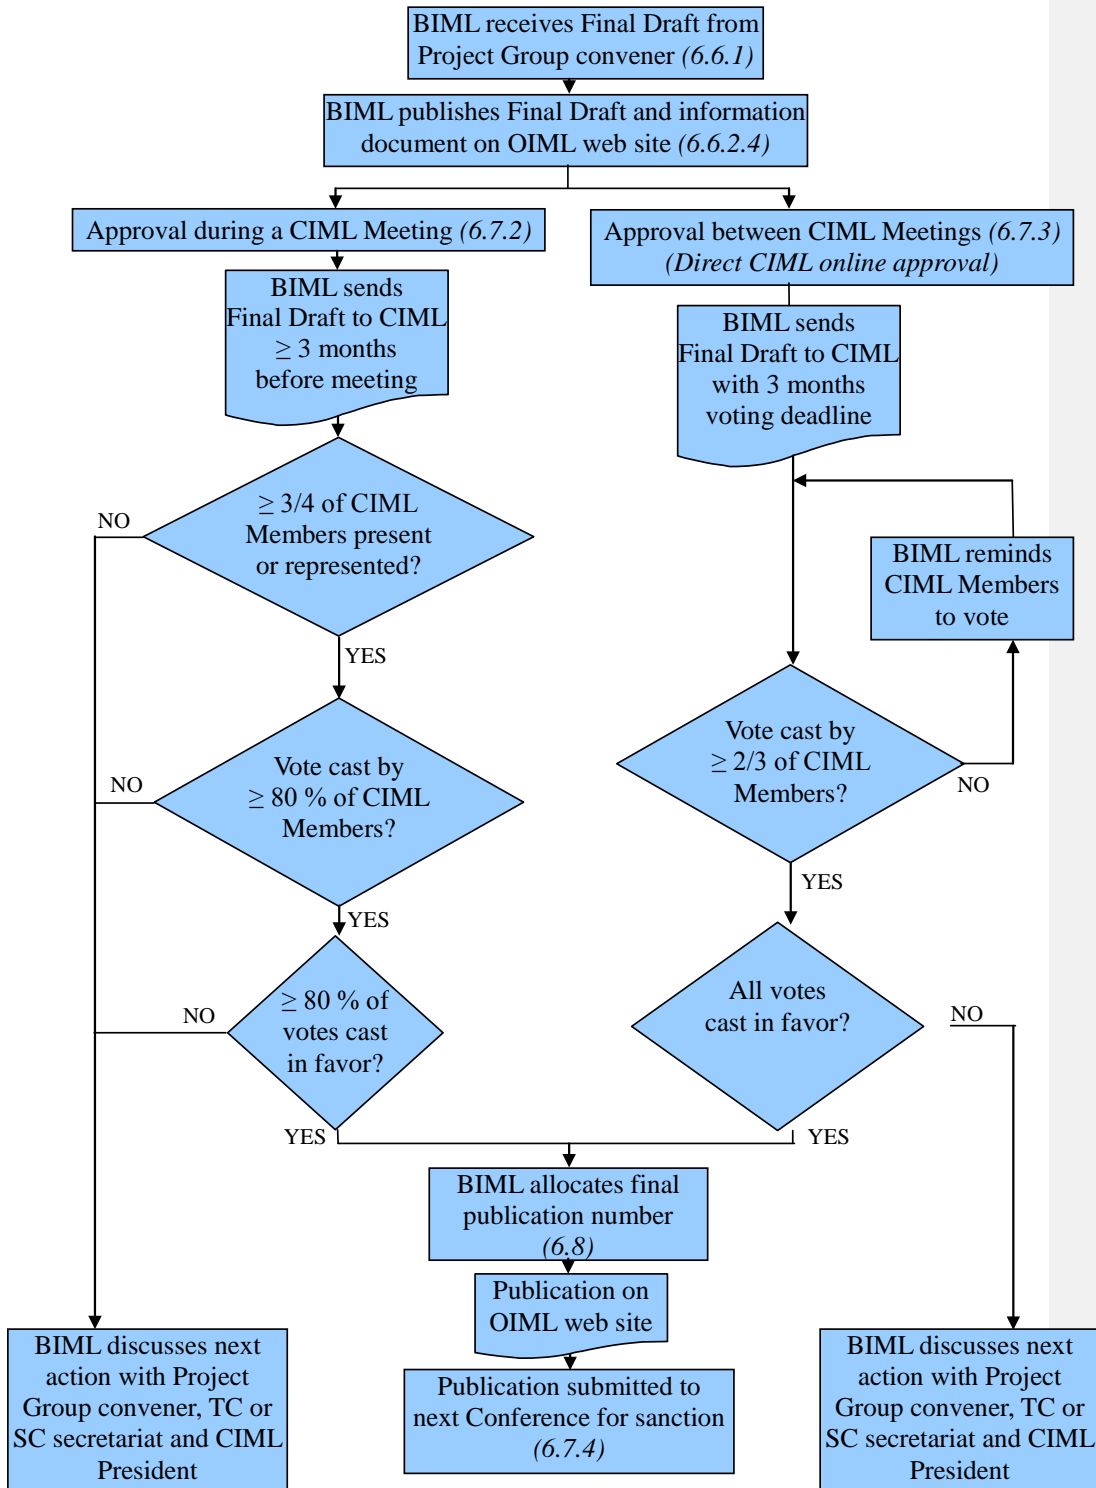 BIML receives Final Draft from
Project Group convener (6.6.1)
BIML publishes Final Draft and information
document on OIML web site (6.6.2.4)
Approval during a CIML Meeting (6.7.2)
Approval between CIML Meetings (6.7.3)
(Direct CIML online approval)
BIML sends
Final Draft to CIML
≥ 3 months
before meeting
BIML sends
Final Draft to CIML
with 3 months
voting deadline
≥ 3/4 of CIML
Members present
or represented?
NO
YES
BIML reminds
CIML Members
to vote
Vote cast by
≥ 80 % of CIML
Members?
NO
YES
Vote cast by
≥ 2/3 of CIML
Members?
NO
YES
≥ 80 % of
votes cast
in favor?
NO
YES
All votes
cast in favor?
NO
YES
BIML allocates final
publication number
(6.8)
Publication on
OIML web site
Publication submitted to
next Conference for sanction
(6.7.4)
BIML discusses next
action with Project
Group convener, TC or
SC secretariat and CIML
President
BIML discusses next
action with Project
Group convener, TC or
SC secretariat and CIML
President